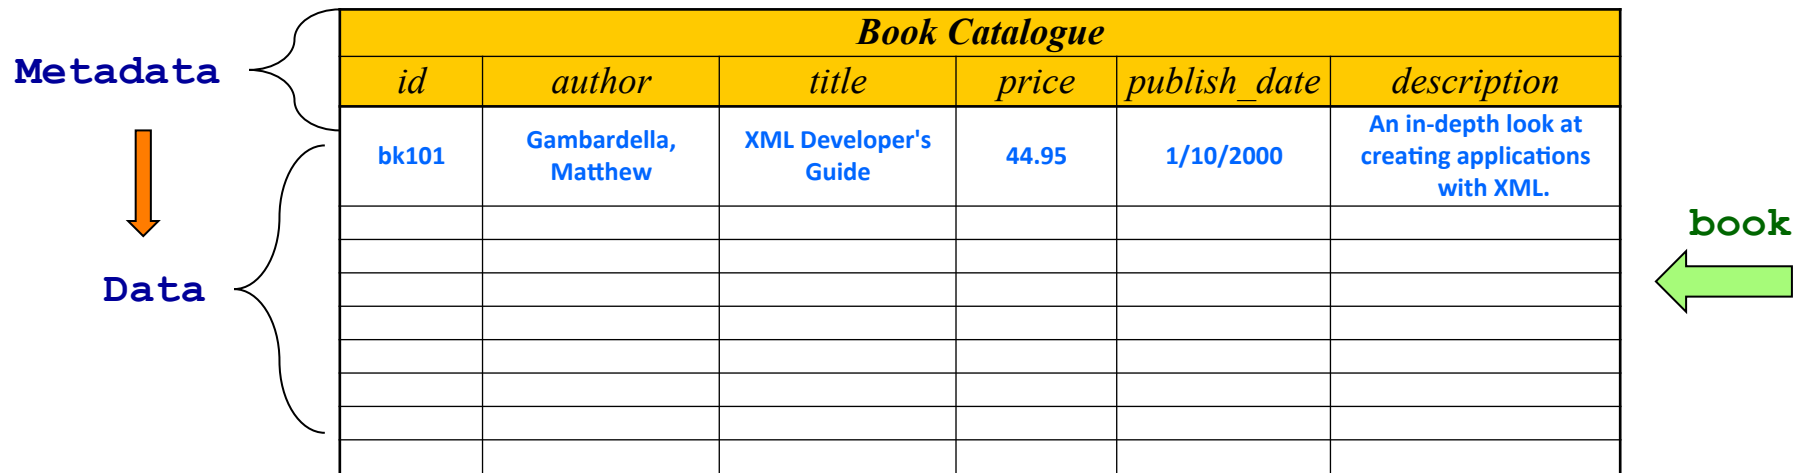 Book Catalogue
Metadata
id author title price publish_date description
bk101
Gambardella,
Matthew
XML Developer's
Guide
44.95
1/10/2000
An in-depth look at
creating applications
with XML.
book
Data